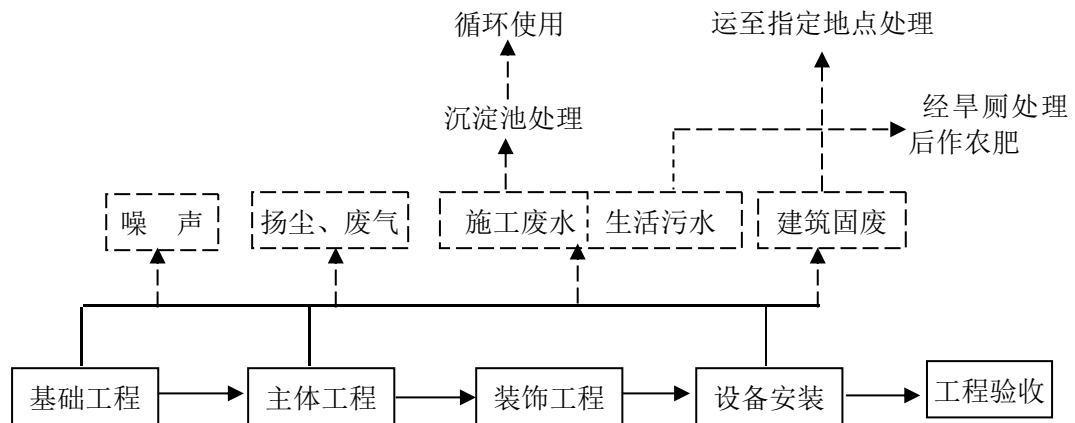 循环使用
运至指定地点处理
沉淀池处理
经旱厕处理
后作农肥
噪 声
扬尘、废气
施工废水
生活污水
建筑固废
基础工程
主体工程
装饰工程
设备安装
工程验收